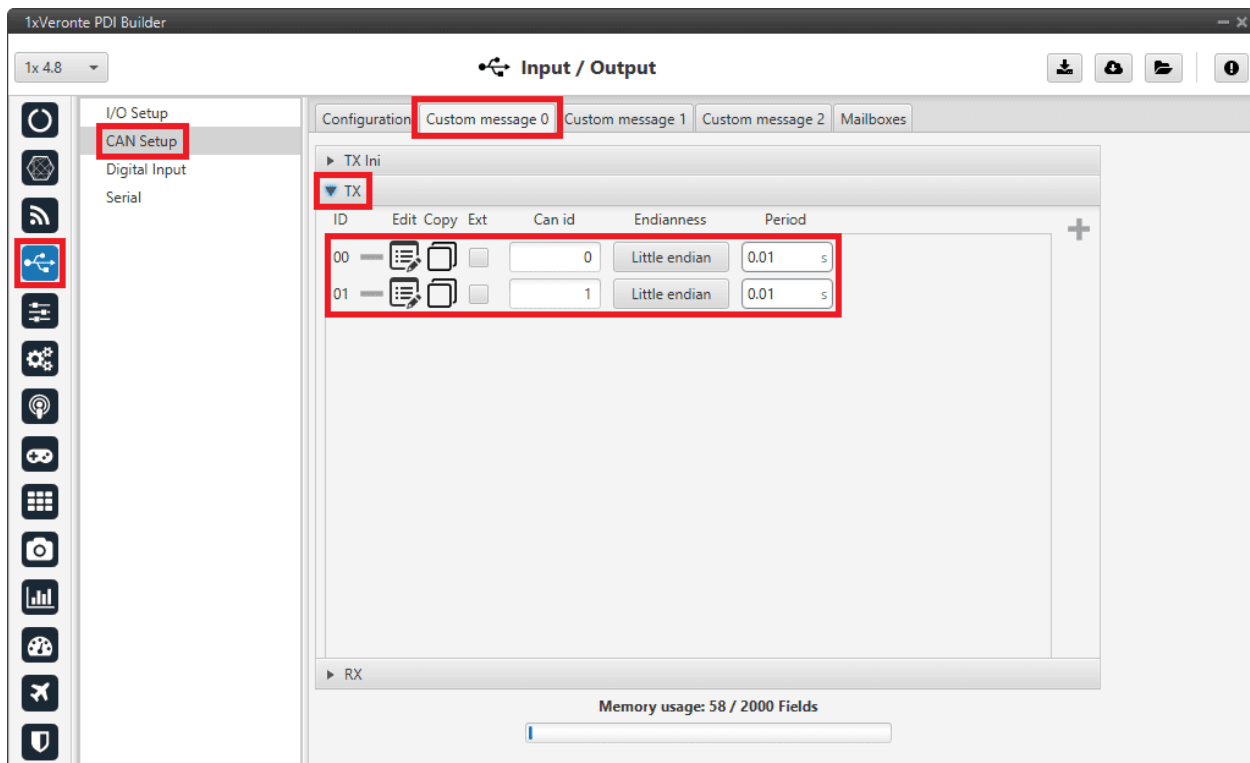 1xVeronte PDI Builder
1x 4.8
Input / Output
I/O Setup
CAN Setup
Digital Input
Serial
Configuration Custom message 0 Custom message 1 Custom message 2 Mailboxes
TX Ini
TX
ID Edit Copy Ext Can id Endianness Period
00 0 Little endian 0.01 s
01 1 Little endian 0.01 s
RX
Memory usage: 58 / 2000 Fields